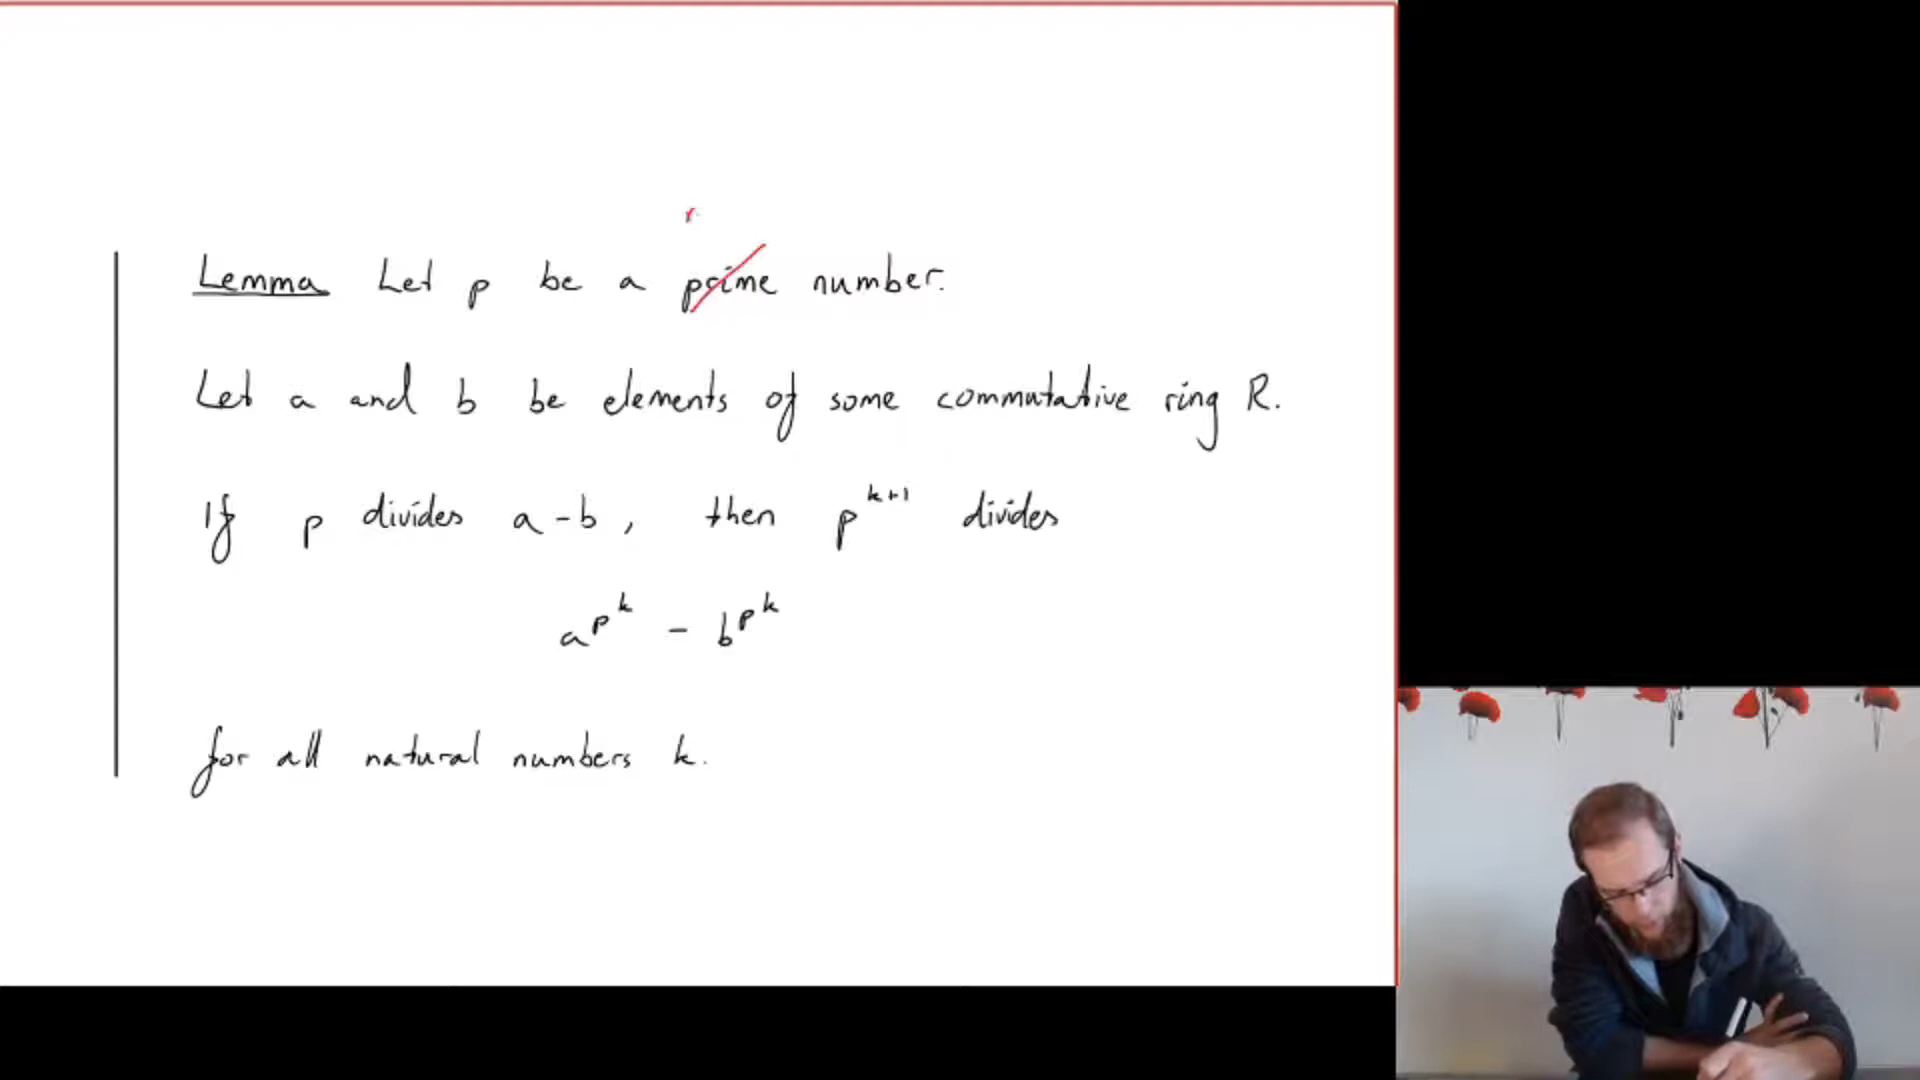 Lemma Let p be a prime number.
Let a and b be elements of some commutative ring R.
If p divides a-b, then p^{k+1} divides
a^{p^k} - b^{p^k}
for all natural numbers k.